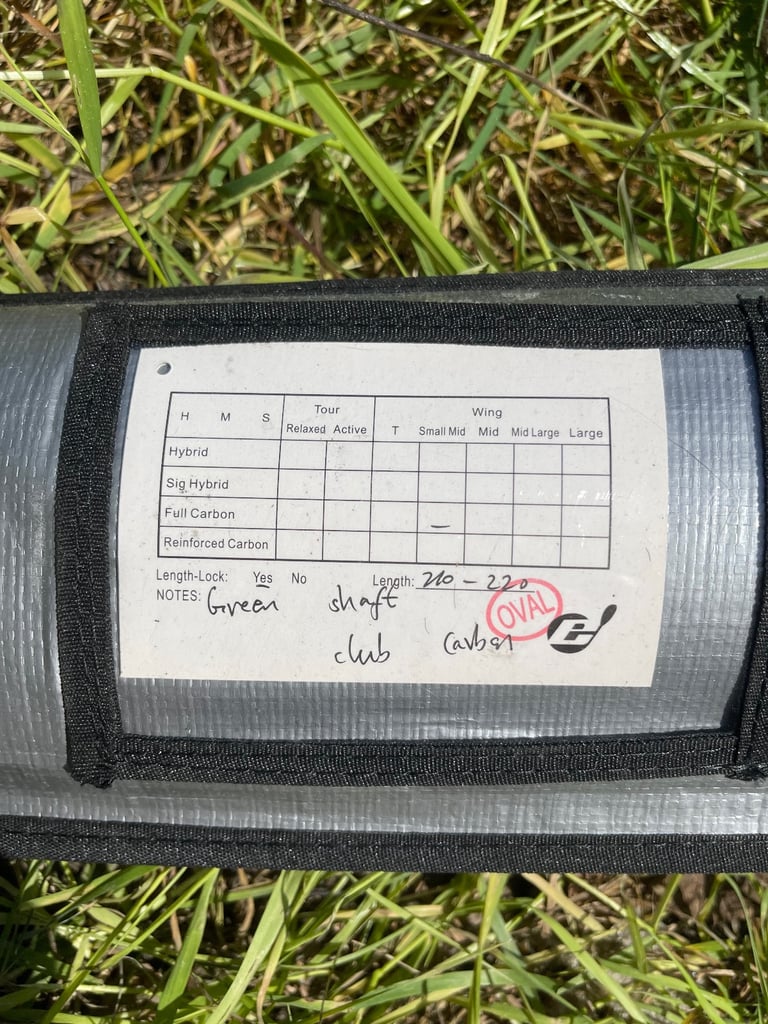 H M S Tour Wing
Relaxed Active T Small Mid Mid Mid Large Large
Hybrid
Sig Hybrid
Full Carbon –
Reinforced Carbon
Length-Lock: Yes No Length: 210 – 220
NOTES: Green shaft OVAL
club Carbon